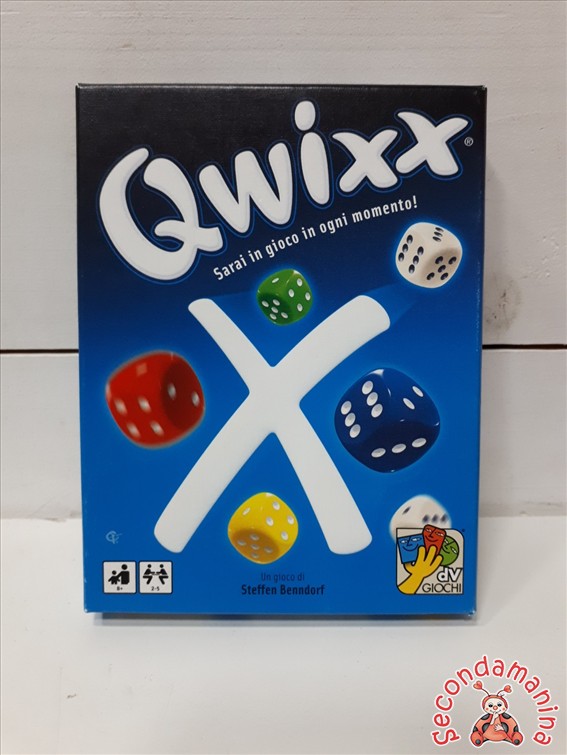 Qwixx®
Sarai in gioco in ogni momento!
8+
2-5
Un gioco di
Steffen Benndorf
dV
GIOCHI
Secondamanina